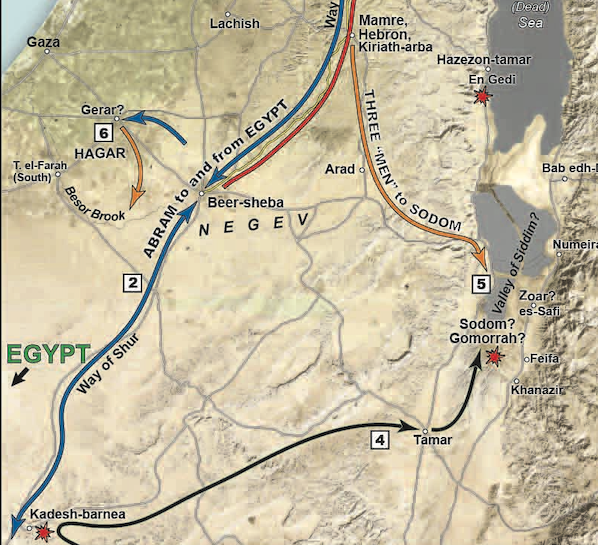 (Dead)
Sea
Lachish
Way
Mamre,
Hebron,
Kiriath-arba
Gaza
Hazezon-tamar
En Gedi
Gerar?
6
HAGAR
THREE "MEN" to SODOM
ABRAM to and from EGYPT
T. el-Farah
(South)
Arad
Bab edh-
Besor Brook
Beer-sheba
NEGEV
Valley of Siddim?
Numeira
2
5
Zoar?
es-Safi
Sodom?
Gomorrah?
EGYPT
Way of Shur
Feifa
Khanazir
4
Tamar
Kadesh-barnea